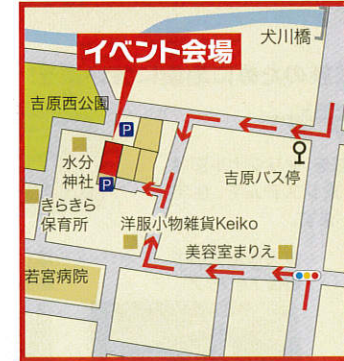 犬川橋
イベント会場
吉原西公園
P
水分
神社
P
吉原バス停
きらきら
保育所
洋服小物雑貨Keiko
美容室まりえ
若宮病院